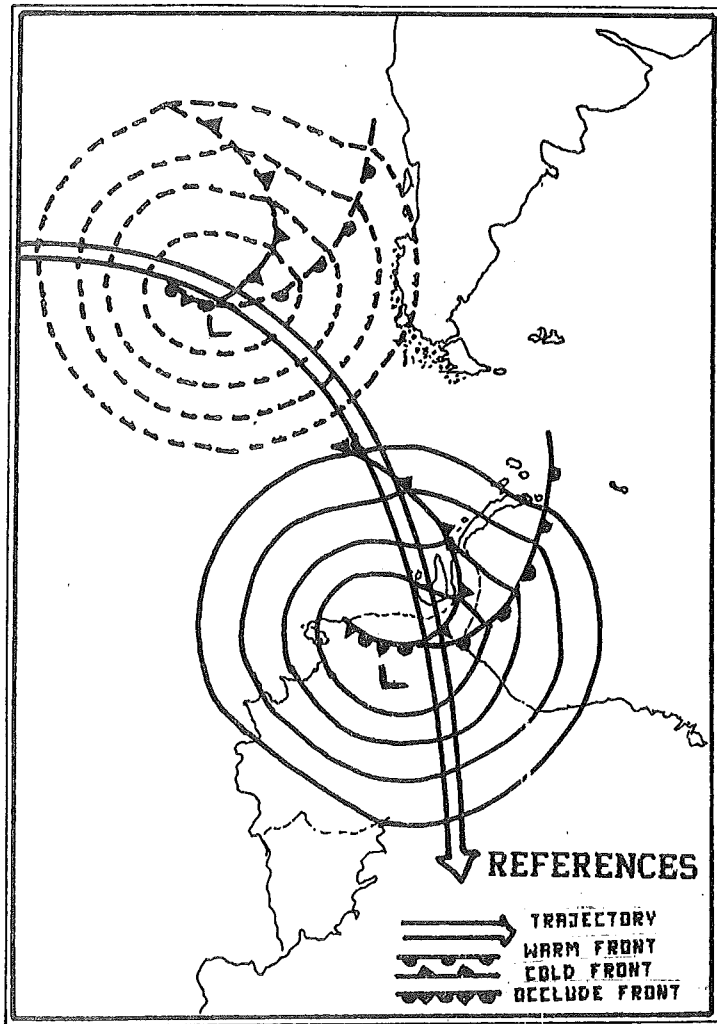 L
L
REFERENCES
TRAJECTORY
WARM FRONT
COLD FRONT
OCCLUDE FRONT